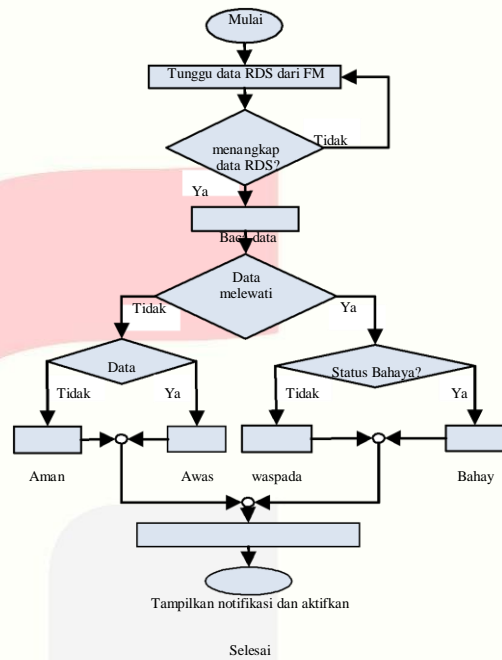 Mulai
Tunggu data RDS dari FM
menangkap
data RDS?
Tidak
Ya
Baca data
Data
melewati
Tidak
Ya
Data
Status Bahaya?
Tidak
Ya
Tidak
Ya
Aman
Awas
waspada
Bahay
Tampilkan notifikasi dan aktifkan
Selesai